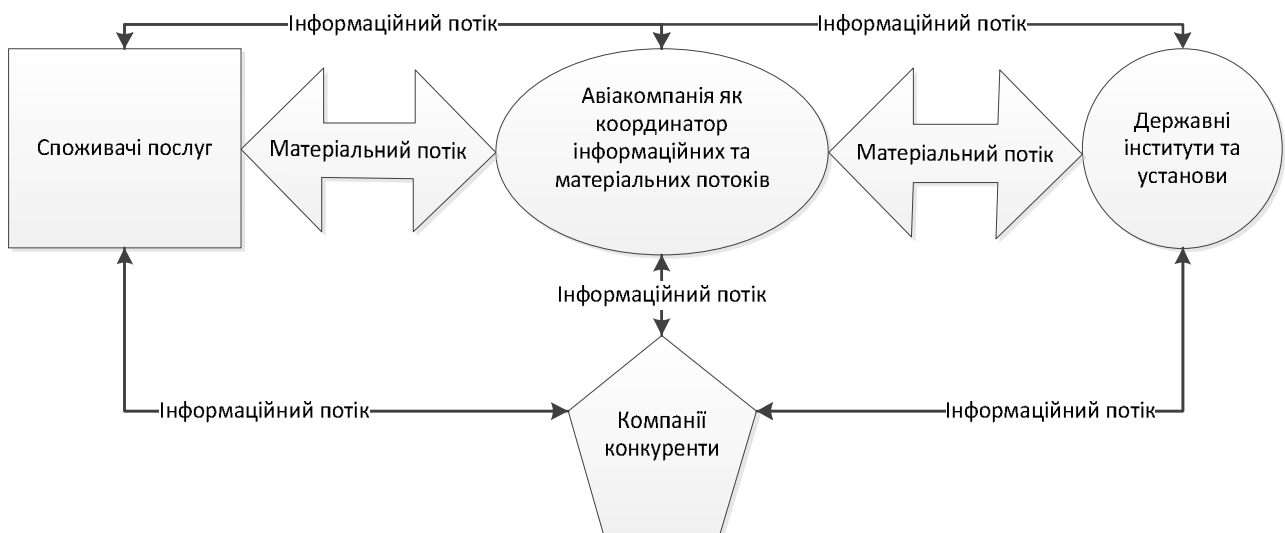 Інформаційний потік
Інформаційний потік
Споживачі послуг
Матеріальний потік
Авіакомпанія як
координатор
інформаційних та
матеріальних потоків
Матеріальний потік
Державні
інститути та
установи
Інформаційний потік
Інформаційний потік
Компанії
конкуренти
Інформаційний потік